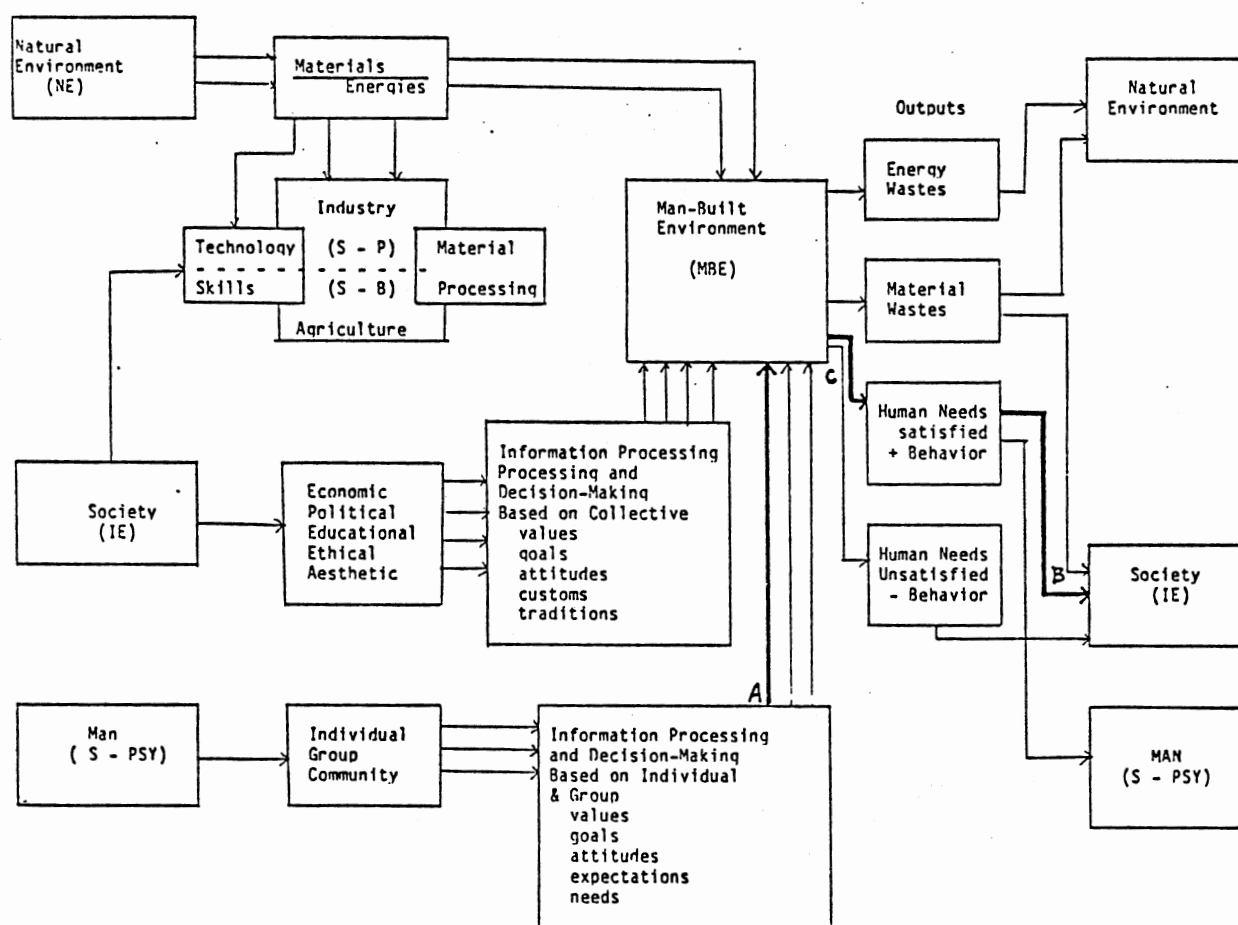 Natural
Environment
(NE)
Materials
Energies
Outputs
Natural
Environment
Energy
Wastes
Industry
Man-Built
Environment
(MBE)
Technology
Skills
(S - P)
(S - B)
Material
Processing
Agriculture
Material
Wastes
C
Human Needs
satisfied
+ Behavior
Society
(IE)
Economic
Political
Educational
Ethical
Aesthetic
Information Processing
Processing and
Decision-Making
Based on Collective
values
goals
attitudes
customs
traditions
Human Needs
Unsatisfied
- Behavior
B
Society
(IE)
A
Man
( S - PSY)
Individual
Group
Community
Information Processing
and Decision-Making
Based on Individual
& Group
values
goals
attitudes
expectations
needs
MAN
(S - PSY)